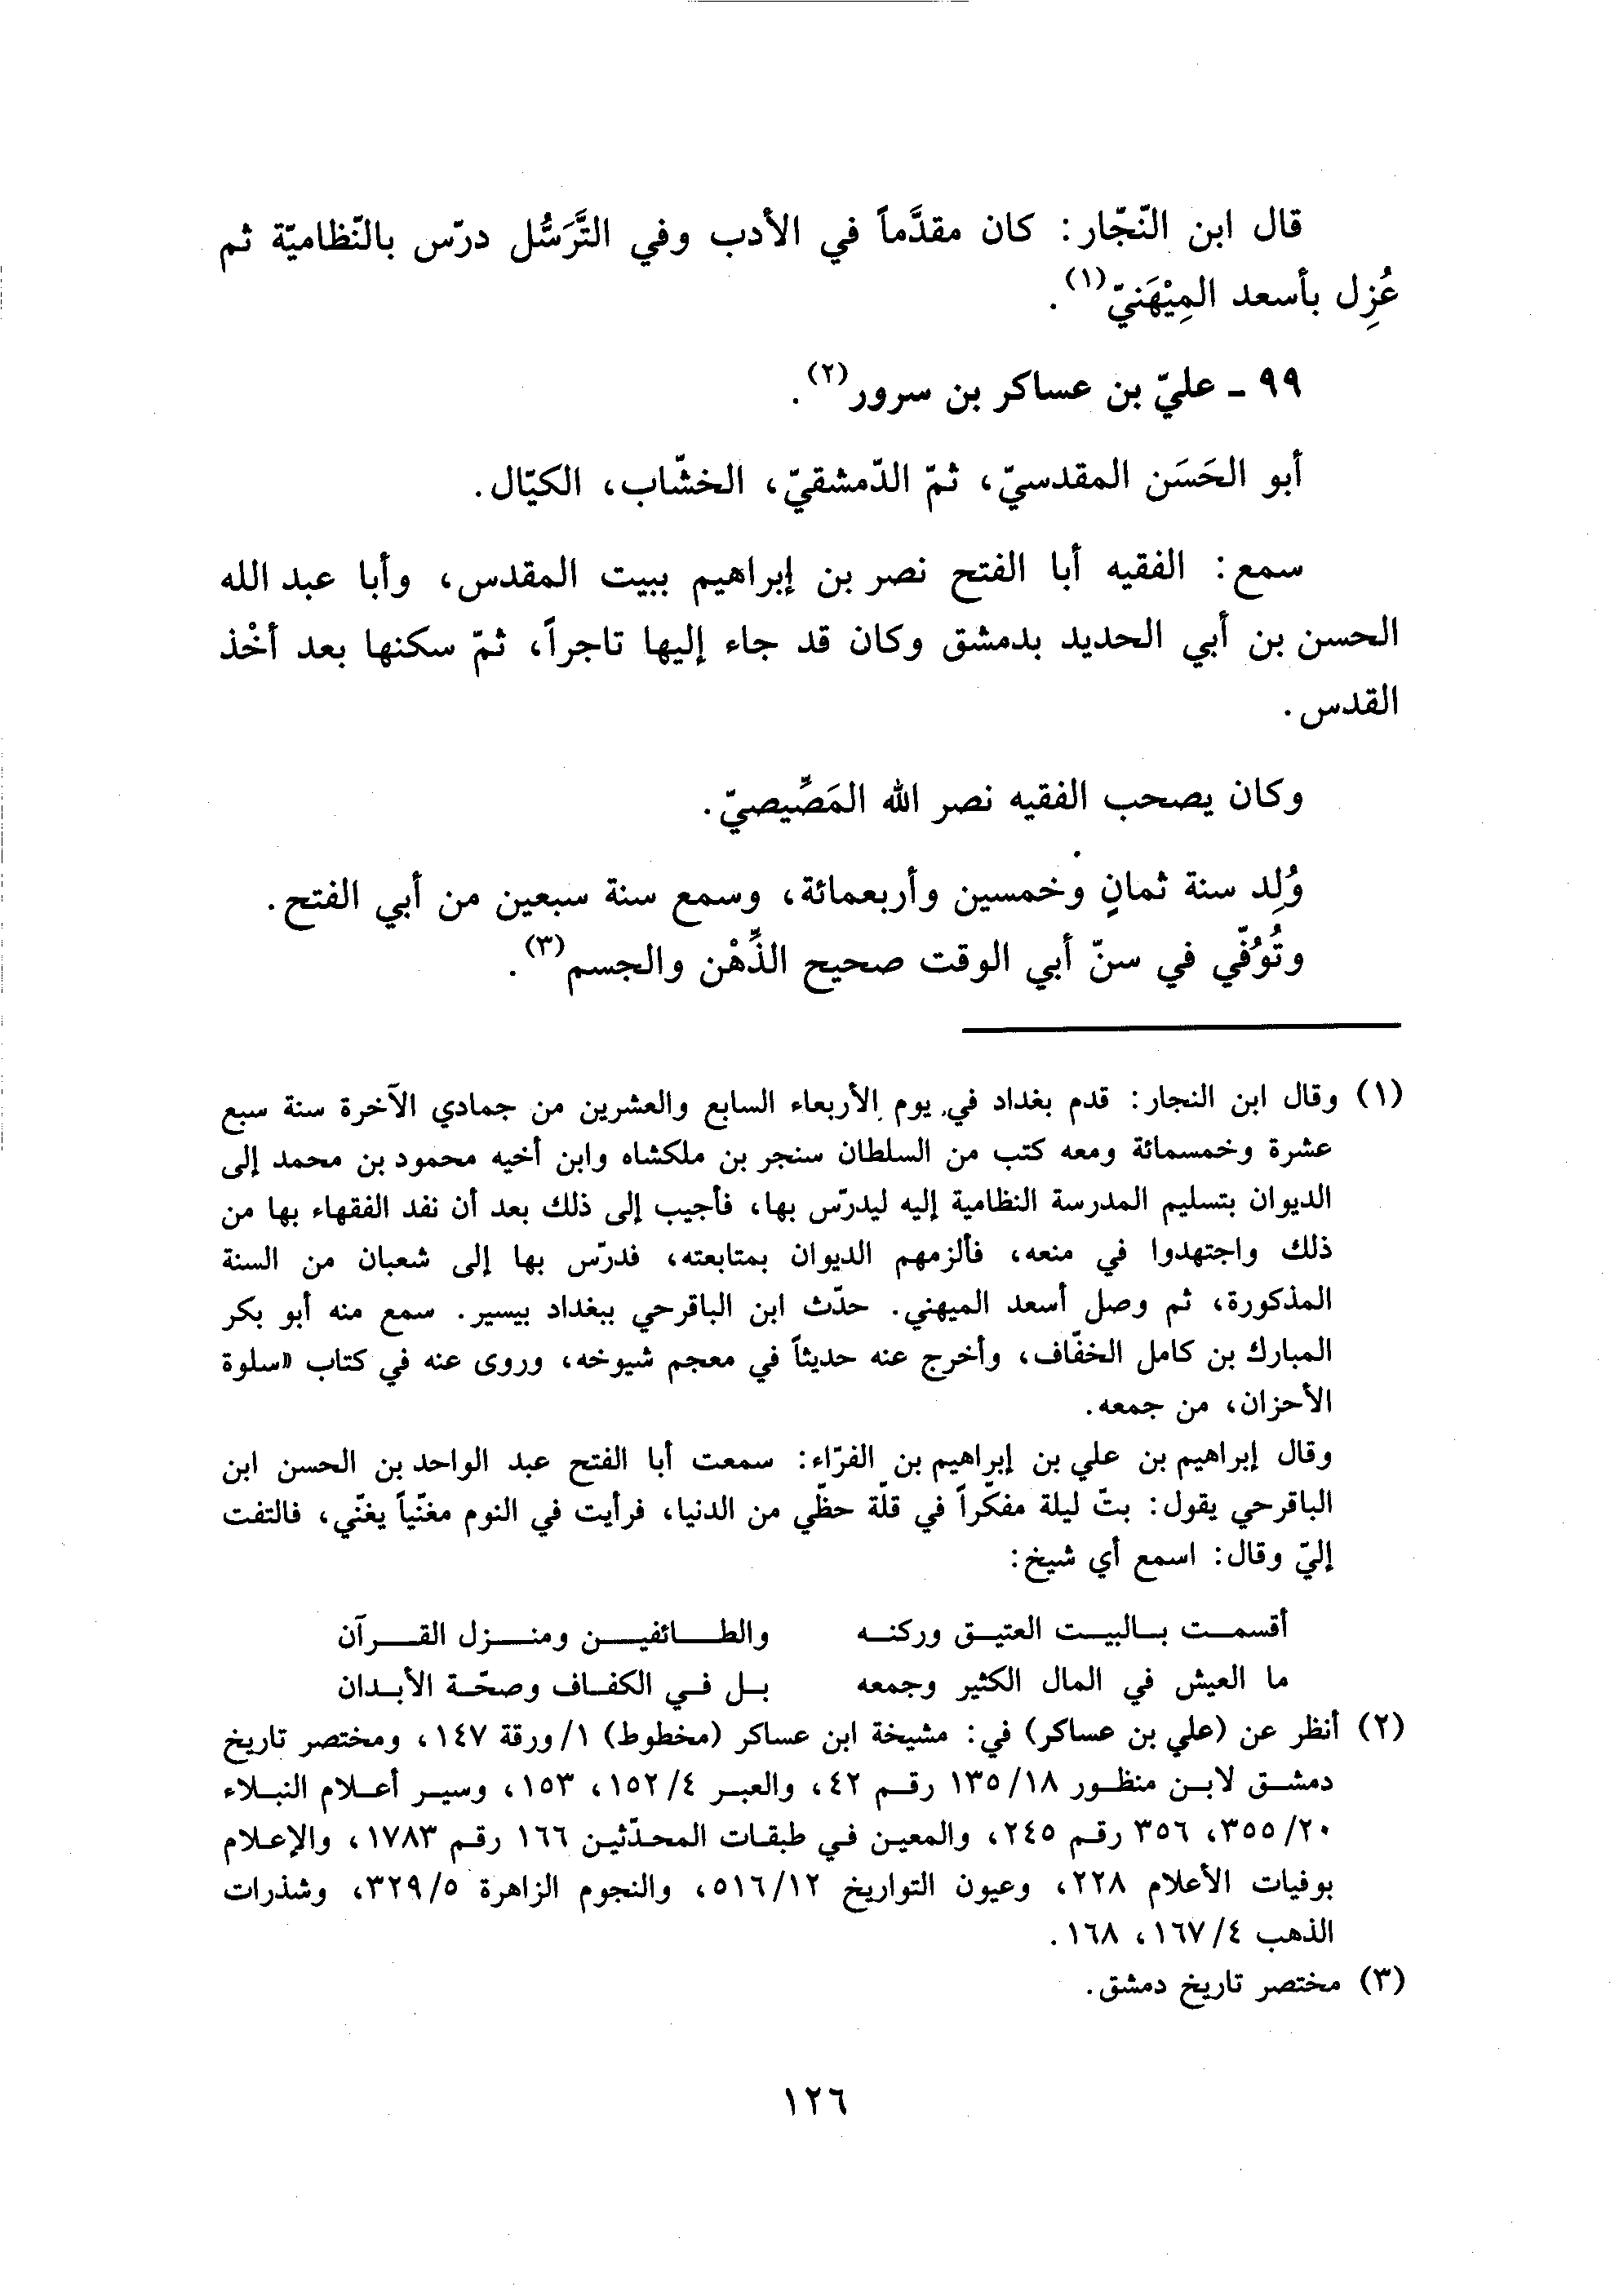 قال ابن النّجّار: كان مقدَّماً في الأدب وفي التَّرَسُّل درّس بالنّظاميّة ثم
عُزِل بأسعد المِيْهَنيّ(١).
٩٩ ـ عليّ بن عساكر بن سرور(٢).
أبو الحَسَن المقدسيّ، ثمّ الدّمشقيّ، الخشّاب، الكيّال.
سمع: الفقيه أبا الفتح نصر بن إبراهيم ببيت المقدس، وأبا عبد الله
الحسن بن أبي الحديد بدمشق وكان قد جاء إليها تاجراً، ثمّ سكنها بعد أخْذ
القدس.
وكان يصحب الفقيه نصر الله المَصِّيصيّ.
وُلِد سنة ثمانٍ وخمسين وأربعمائة، وسمع سنة سبعين من أبي الفتح.
وتُوُفّي في سنّ أبي الوقت صحيح الذِّهْن والجسم(٣).
(١) وقال ابن النجار: قدم بغداد في يوم الأربعاء السابع والعشرين من جمادي الآخرة سنة سبع
عشرة وخمسمائة ومعه كتب من السلطان سنجر بن ملكشاه وابن أخيه محمود بن محمد إلى
الديوان بتسليم المدرسة النظامية إليه ليدرّس بها، فأجيب إلى ذلك بعد أن نفد الفقهاء بها من
ذلك واجتهدوا في منعه، فألزمهم الديوان بمتابعته، فدرّس بها إلى شعبان من السنة
المذكورة، ثم وصل أسعد الميهني. حدّث ابن الباقرحي ببغداد بيسير. سمع منه أبو بكر
المبارك بن كامل الخفّاف، وأخرج عنه حديثاً في معجم شيوخه، وروى عنه في كتاب «سلوة
الأحزان، من جمعه.
وقال إبراهيم بن علي بن إبراهيم بن الفرّاء: سمعت أبا الفتح عبد الواحد بن الحسن ابن
الباقرحي يقول: بتّ ليلة مفكّراً في قلّة حظّي من الدنيا، فرأيت في النوم مغنّياً يغنّي، فالتفت
إليّ وقال: اسمع أي شيخ:
أقسمت بالبيت العتيق وركنه والطائفين ومنزل القرآن
ما العيش في المال الكثير وجمعه بل في الكفاف وصحّة الأبدان
(٢) أنظر عن (علي بن عساكر) في: مشيخة ابن عساكر (مخطوط) ١/ورقة ١٤٧، ومختصر تاريخ
دمشق لابن منظور ١٣٥/١٨ رقم ٤٢، والعبر ١٥٢/٤، ١٥٣، وسير أعلام النبلاء
٣٥٥/٢٠، ٣٥٦ رقم ٢٤٥، والمعين في طبقات المحدّثين ١٦٦ رقم ١٧٨٣، والإعلام
بوفيات الأعلام ٢٢٨، وعيون التواريخ ٥١٦/١٢، والنجوم الزاهرة ٣٢٩/٥، وشذرات
الذهب ١٦٧/٤، ١٦٨.
(٣) مختصر تاريخ دمشق.
١٢٦